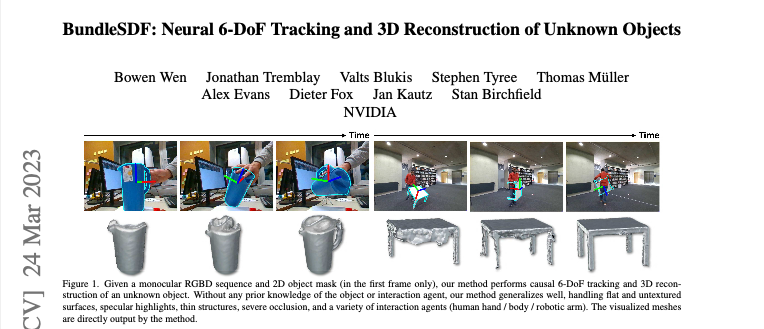 BundleSDF: Neural 6-DoF Tracking and 3D Reconstruction of Unknown Objects
Bowen Wen Jonathan Tremblay Valts Blukis Stephen Tyree Thomas Müller
Alex Evans Dieter Fox Jan Kautz Stan Birchfield
NVIDIA
Time Time
CV] 24 Mar 2023
Figure 1. Given a monocular RGBD sequence and 2D object mask (in the first frame only), our method performs causal 6-DoF tracking and 3D recon-
struction of an unknown object. Without any prior knowledge of the object or interaction agent, our method generalizes well, handling flat and untextured
surfaces, specular highlights, thin structures, severe occlusion, and a variety of interaction agents (human hand / body / robotic arm). The visualized meshes
are directly output by the method.